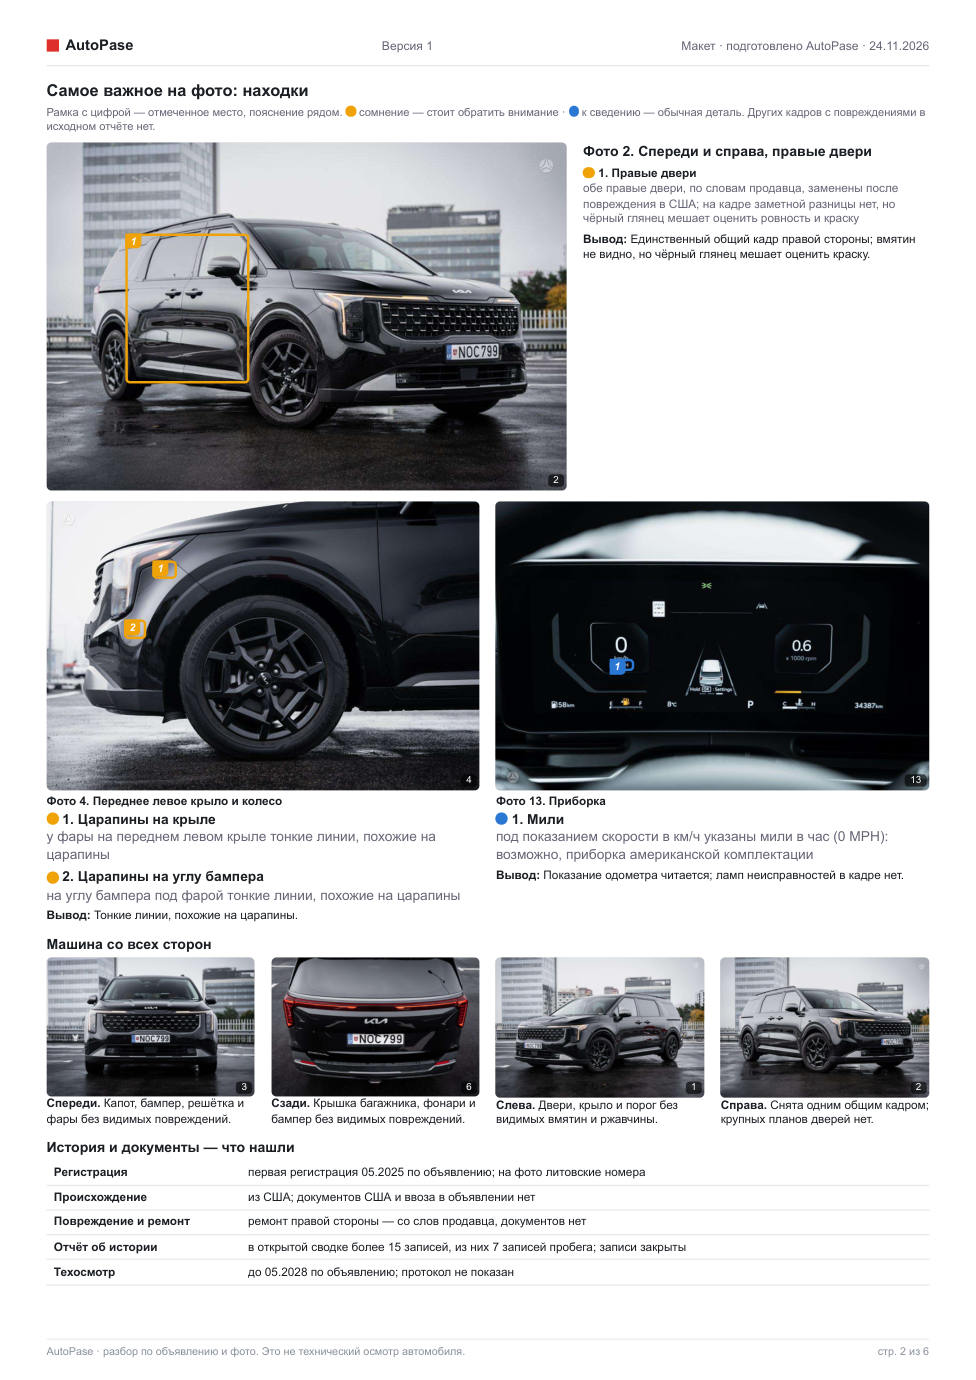 AutoPase
Версия 1
Макет · подготовлено AutoPase · 24.11.2026
Самое важное на фото: находки
Рамка с цифрой — отмеченное место, пояснение рядом. сомнение — стоит обратить внимание · к сведению — обычная деталь. Других кадров с повреждениями в
исходном отчёте нет.
1
NOC799
2
Фото 2. Спереди и справа, правые двери
1. Правые двери
обе правые двери, по словам продавца, заменены после
повреждения в США; на кадре заметной разницы нет, но
чёрный глянец мешает оценить ровность и краску
Вывод: Единственный общий кадр правой стороны; вмятин
не видно, но чёрный глянец мешает оценить краску.
1
2
4
0
1
0.6
x 1000 rpm
Hold OK : Settings
58km
E F
8°C
P
C H
34387km
13
Фото 4. Переднее левое крыло и колесо
1. Царапины на крыле
у фары на переднем левом крыле тонкие линии, похожие на
царапины
2. Царапины на углу бампера
на углу бампера под фарой тонкие линии, похожие на царапины
Вывод: Тонкие линии, похожие на царапины.
Фото 13. Приборка
1. Мили
под показанием скорости в км/ч указаны мили в час (0 MPH):
возможно, приборка американской комплектации
Вывод: Показание одометра читается; ламп неисправностей в кадре нет.
Машина со всех сторон
NOC799
3
NOC799
6
NOC799
1
NOC799
2
Спереди. Капот, бампер, решётка и
фары без видимых повреждений.
Сзади. Крышка багажника, фонари и
бампер без видимых повреждений.
Слева. Двери, крыло и порог без
видимых вмятин и ржавчины.
Справа. Снята одним общим кадром;
крупных планов дверей нет.
История и документы — что нашли
Регистрация первая регистрация 05.2025 по объявлению; на фото литовские номера
Происхождение из США; документов США и ввоза в объявлении нет
Повреждение и ремонт ремонт правой стороны — со слов продавца, документов нет
Отчёт об истории в открытой сводке более 15 записей, из них 7 записей пробега; записи закрыты
Техосмотр до 05.2028 по объявлению; протокол не показан
AutoPase · разбор по объявлению и фото. Это не технический осмотр автомобиля.
стр. 2 из 6